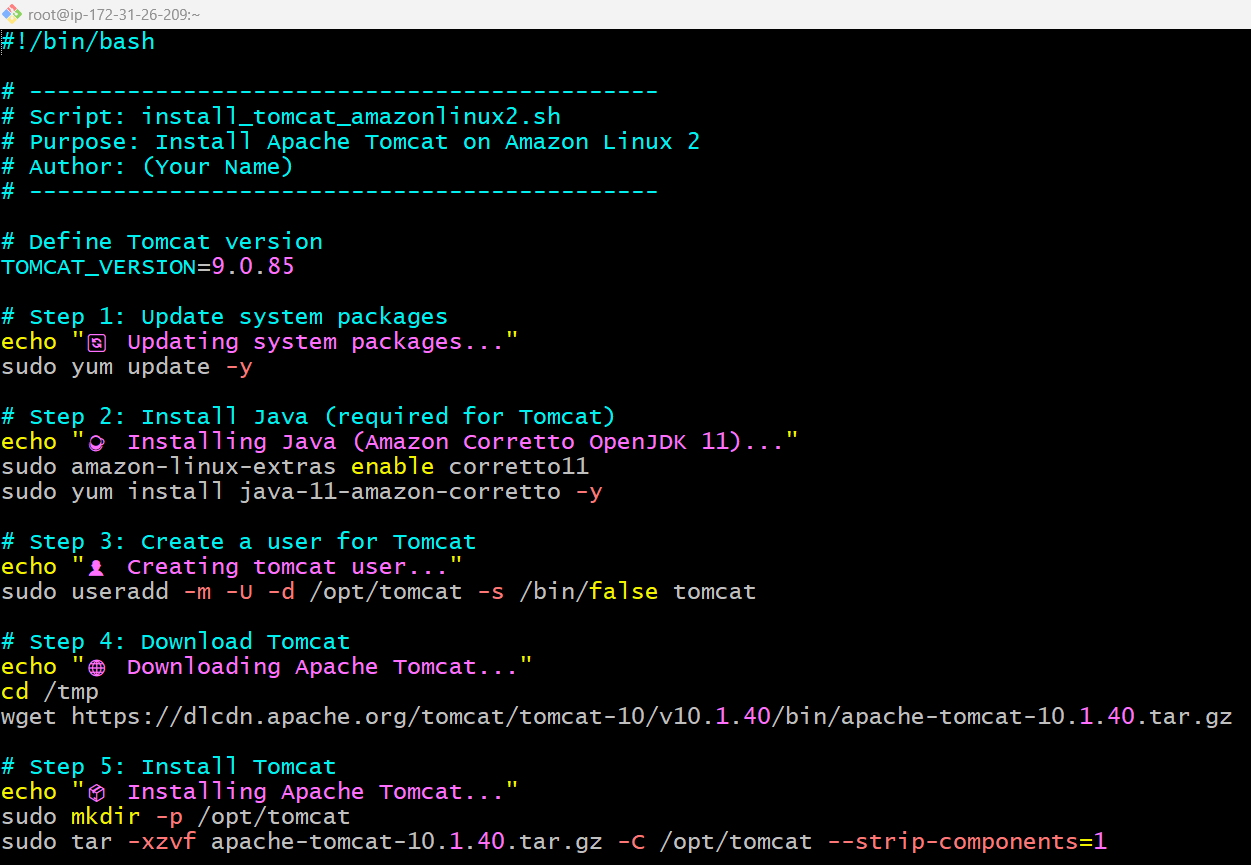 root@ip-172-31-26-209:~
#!/bin/bash
# ---------------------------------------------
# Script: install_tomcat_amazonlinux2.sh
# Purpose: Install Apache Tomcat on Amazon Linux 2
# Author: (Your Name)
# ---------------------------------------------
# Define Tomcat version
TOMCAT_VERSION=9.0.85
# Step 1: Update system packages
echo "🔄 Updating system packages..."
sudo yum update -y
# Step 2: Install Java (required for Tomcat)
echo "☕ Installing Java (Amazon Corretto OpenJDK 11)..."
sudo amazon-linux-extras enable corretto11
sudo yum install java-11-amazon-corretto -y
# Step 3: Create a user for Tomcat
echo "👤 Creating tomcat user..."
sudo useradd -m -U -d /opt/tomcat -s /bin/false tomcat
# Step 4: Download Tomcat
echo "🌐 Downloading Apache Tomcat..."
cd /tmp
wget https://dlcdn.apache.org/tomcat/tomcat-10/v10.1.40/bin/apache-tomcat-10.1.40.tar.gz
# Step 5: Install Tomcat
echo "📦 Installing Apache Tomcat..."
sudo mkdir -p /opt/tomcat
sudo tar -xzvf apache-tomcat-10.1.40.tar.gz -C /opt/tomcat --strip-components=1